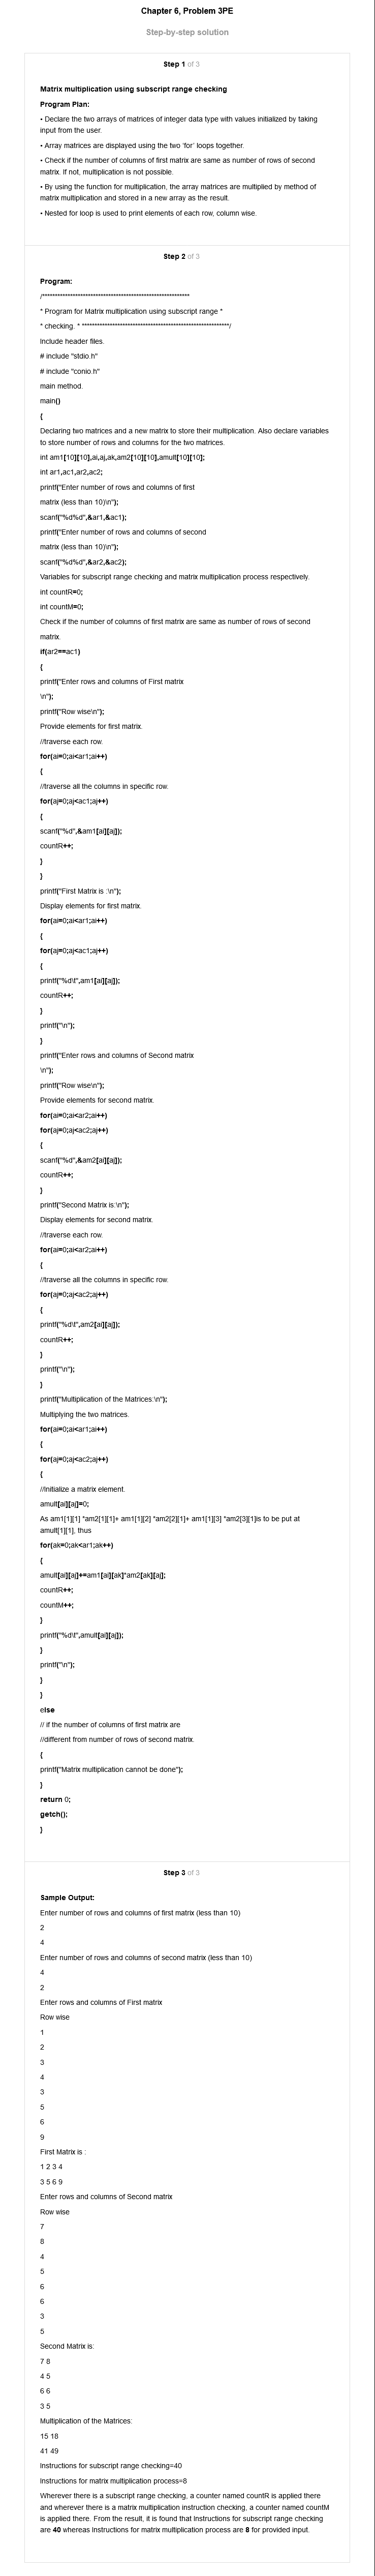 Chapter 6, Problem 3PE
Step-by-step solution
Step 1 of 3
Matrix multiplication using subscript range checking
Program Plan:
• Declare the two arrays of matrices of integer data type with values initialized by taking
input from the user.
• Array matrices are displayed using the two 'for' loops together.
• Check if the number of columns of first matrix are same as number of rows of second
matrix. If not, multiplication is not possible.
• By using the function for multiplication, the array matrices are multiplied by method of
matrix multiplication and stored in a new array as the result.
• Nested for loop is used to print elements of each row, column wise.
Step 2 of 3
Program:
/**********************************************************
* Program for Matrix multiplication using subscript range *
* checking. * **********************************************************/
Include header files.
# include "stdio.h"
# include "conio.h"
main method.
main()
{
Declaring two matrices and a new matrix to store their multiplication. Also declare variables
to store number of rows and columns for the two matrices.
int am1[10][10],ai,aj,ak,am2[10][10],amult[10][10];
int ar1,ac1,ar2,ac2;
printf("Enter number of rows and columns of first
matrix (less than 10)\n");
scanf("%d%d",&ar1,&ac1);
printf("Enter number of rows and columns of second
matrix (less than 10)\n");
scanf("%d%d",&ar2,&ac2);
Variables for subscript range checking and matrix multiplication process respectively.
int countR=0;
int countM=0;
Check if the number of columns of first matrix are same as number of rows of second
matrix.
if(ar2==ac1)
{
printf("Enter rows and columns of First matrix
\n");
printf("Row wise\n");
Provide elements for first matrix.
//traverse each row.
for(ai=0;ai<ar1;ai++)
{
//traverse all the columns in specific row.
for(aj=0;aj<ac1;aj++)
{
scanf("%d",&am1[ai][aj]);
countR++;
}
}
printf("First Matrix is :\n");
Display elements for first matrix.
for(ai=0;ai<ar1;ai++)
{
for(aj=0;aj<ac1;aj++)
{
printf("%d\t",am1[ai][aj]);
countR++;
}
printf("\n");
}
printf("Enter rows and columns of Second matrix
\n");
printf("Row wise\n");
Provide elements for second matrix.
for(ai=0;ai<ar2;ai++)
for(aj=0;aj<ac2;aj++)
{
scanf("%d",&am2[ai][aj]);
countR++;
}
printf("Second Matrix is:\n");
Display elements for second matrix.
//traverse each row.
for(ai=0;ai<ar2;ai++)
{
//traverse all the columns in specific row.
for(aj=0;aj<ac2;aj++)
{
printf("%d\t",am2[ai][aj]);
countR++;
}
printf("\n");
}
printf("Multiplication of the Matrices:\n");
Multiplying the two matrices.
for(ai=0;ai<ar1;ai++)
{
for(aj=0;aj<ac2;aj++)
{
//Initialize a matrix element.
amult[ai][aj]=0;
As am1[1][1] *am2[1][1]+ am1[1][2] *am2[2][1]+ am1[1][3] *am2[3][1]is to be put at
amult[1][1], thus
for(ak=0;ak<ar1;ak++)
{
amult[ai][aj]+=am1[ai][ak]*am2[ak][aj];
countR++;
countM++;
}
printf("%d\t",amult[ai][aj]);
}
printf("\n");
}
}
else
// if the number of columns of first matrix are
//different from number of rows of second matrix.
{
printf("Matrix multiplication cannot be done");
}
return 0;
getch();
}
Step 3 of 3
Sample Output:
Enter number of rows and columns of first matrix (less than 10)
2
4
Enter number of rows and columns of second matrix (less than 10)
4
2
Enter rows and columns of First matrix
Row wise
1
2
3
4
3
5
6
9
First Matrix is :
1 2 3 4
3 5 6 9
Enter rows and columns of Second matrix
Row wise
7
8
4
5
6
6
3
5
Second Matrix is:
7 8
4 5
6 6
3 5
Multiplication of the Matrices:
15 18
41 49
Instructions for subscript range checking=40
Instructions for matrix multiplication process=8
Wherever there is a subscript range checking, a counter named countR is applied there
and wherever there is a matrix multiplication instruction checking, a counter named countM
is applied there. From the result, it is found that Instructions for subscript range checking
are 40 whereas Instructions for matrix multiplication process are 8 for provided input.